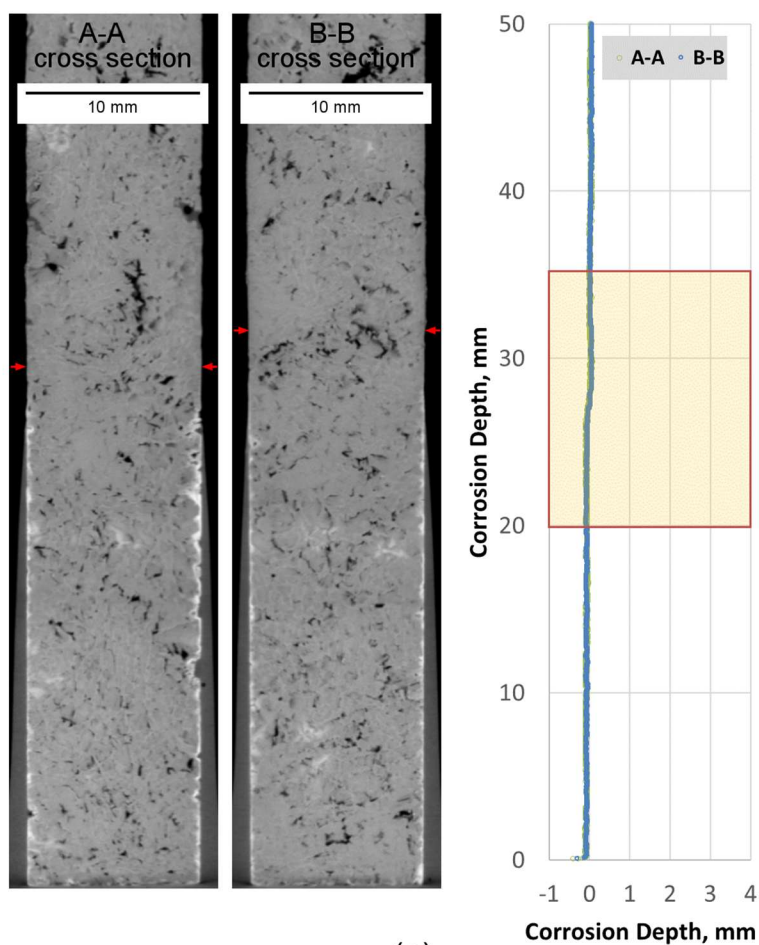 A-A
cross section
10 mm
B-B
cross section
10 mm
50
40
30
20
10
0
-1 0 1 2 3 4
A-A B-B
Corrosion Depth, mm
Corrosion Depth, mm